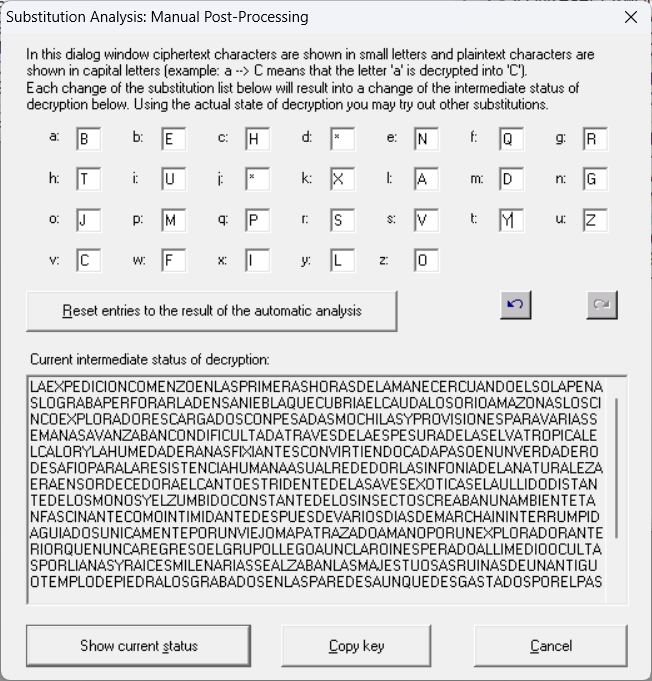 Substitution Analysis: Manual Post-Processing
In this dialog window ciphertext characters are shown in small letters and plaintext characters are
shown in capital letters (example: a --> C means that the letter 'a' is decrypted into 'C').
Each change of the substitution list below will result into a change of the intermediate status of
decryption below. Using the actual state of decryption you may try out other substitutions.
a: B b: E c: H d: * e: N f: Q g: R
h: T i: U j: * k: X l: A m: D n: G
o: J p: M q: P r: S s: V t: Y u: Z
v: C w: F x: I y: L z: O
Reset entries to the result of the automatic analysis
Current intermediate status of decryption:
LAEXPEDICIONCOMENZOENLASPRIMERASHORASDELAMANECERCUANDOELSOLAPENA
SLOGRABAPERFORARLADENSANIEBLAQUECUBRIAELCAUDALOSORIOAMAZONASLOSCI
NCOEXPLORADORESCARGADOSCONPESADASMOCHILASYPROVISIONESPARAVARIASS
EMANASAVANZABANCONDIFICULTADATRAVESDELAESPESURADELASELVATROPICALE
LCALORYLAHUMEDADERANASFIXIANTESCONVIRTIENDOCADAPASOENUNVERDADERO
DESAFIOPARALARESISTENCIAHUMANAASUALREDEDORLASINFONIADELANATURALEZA
ERAENSORDECEDORAELCANTOESTRIDENTEDELASAVESEXOTICASELAULLIDODISTAN
TEDELOSMONOSYELZUMBIDOCONSTANTEDELOSINSECTOSCREABANUNAMBIENTETA
NFASCINANTECOMOINTIMIDANTEDESPUESDEVARIOSDIASDEMARCHAININTERRUMPID
AGUIADOSUNICAMENTEPORUNVIEJOMAPATRAZADOAMANOPORUNEXPLORADORANTE
RIORQUENUNCAREGRESOELGRUPOLLEGOAUNCLAROINESPERADOALLIMEDIOOCULTA
SPORLIANASYRAICESMILENARIASSEALZABANLASMAJESTUOSASRUINASDEUNANTIGU
OTEMPLODEPIEDRALOSGRABADOSENLASPAREDESAUNQUEDESGASTADOSPORELPAS
Show current status Copy key Cancel